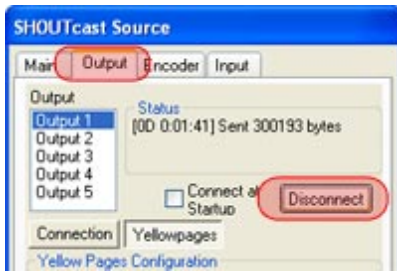 SHOUTcast Source
Main Output Encoder Input
Output
Status
Output 1
Output 2
Output 3
Output 4
Output 5
[0D 0:01:41] Sent 300193 bytes
Connect at
Startup
Disconnect
Connection Yellowpages
Yellow Pages Configuration